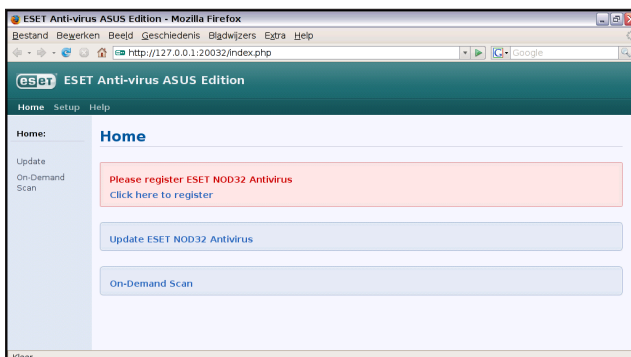 ESET Anti-virus ASUS Edition - Mozilla Firefox
Bestand Bewerken Beeld Geschiedenis Bladwijzers Extra Help
http://127.0.0.1:20032/index.php
Google
eseT ESET Anti-virus ASUS Edition
Home Setup Help
Home:
Update
On-Demand
Scan
Home
Please register ESET NOD32 Antivirus
Click here to register
Update ESET NOD32 Antivirus
On-Demand Scan
Klaar